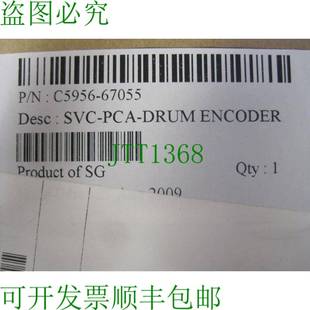 原图必究
P/N : C5956-67055
Desc : SVC-PCA-DRUM ENCODER
JTT1368
Product of SG Qty : 1
2009
可开发票顺丰包邮